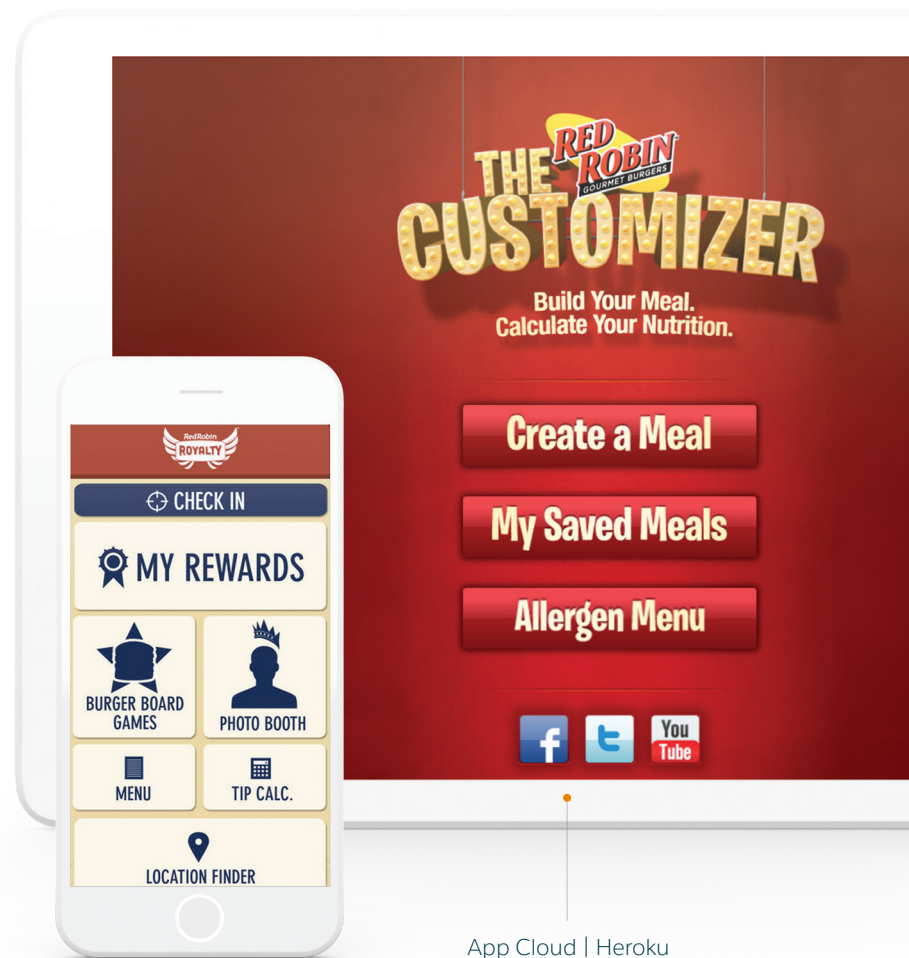 RED
ROBIN
GOURMET BURGERS
THE
CUSTOMIZER
Build Your Meal.
Calculate Your Nutrition.
Create a Meal
My Saved Meals
Allergen Menu
f
t
You
Tube
Red Robin
ROYALTY
CHECK IN
MY REWARDS
BURGER BOARD
GAMES
PHOTO BOOTH
MENU
TIP CALC.
LOCATION FINDER
App Cloud | Heroku